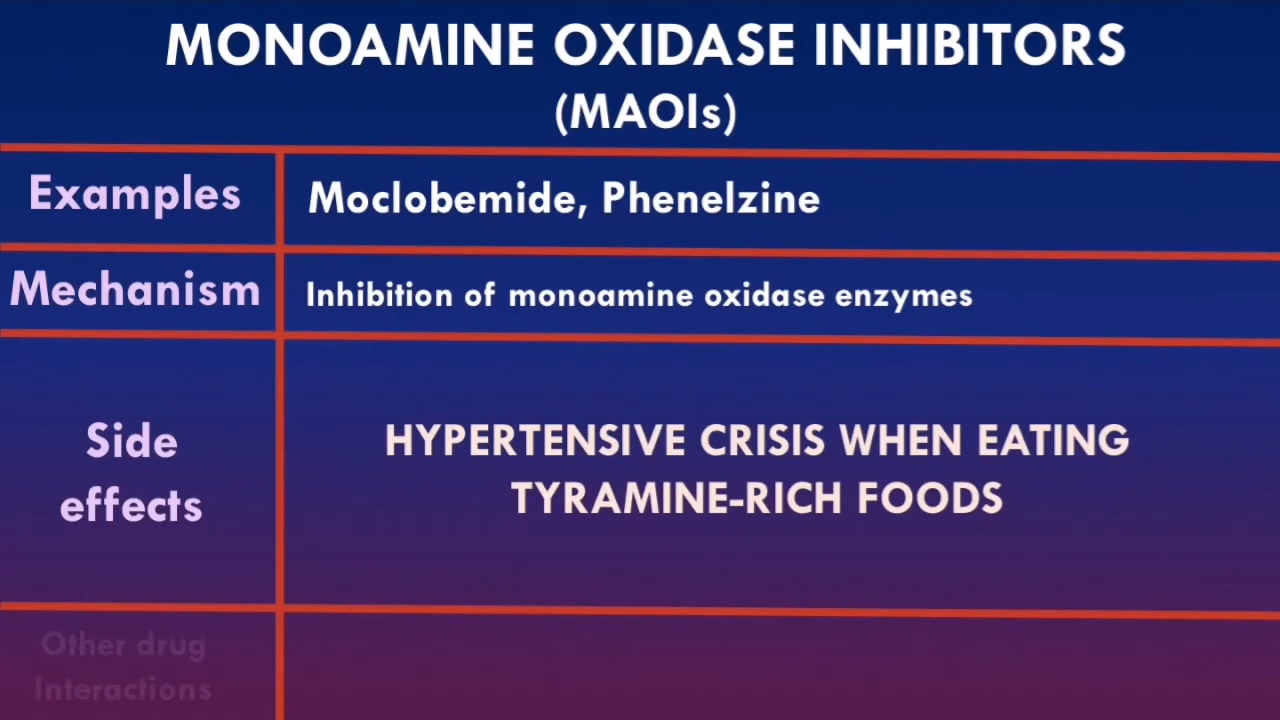 MONOAMINE OXIDASE INHIBITORS
(MAOIs)
Examples
Moclobemide, Phenelzine
Mechanism
Inhibition of monoamine oxidase enzymes
Side
effects
HYPERTENSIVE CRISIS WHEN EATING
TYRAMINE-RICH FOODS
Other drug
Interactions